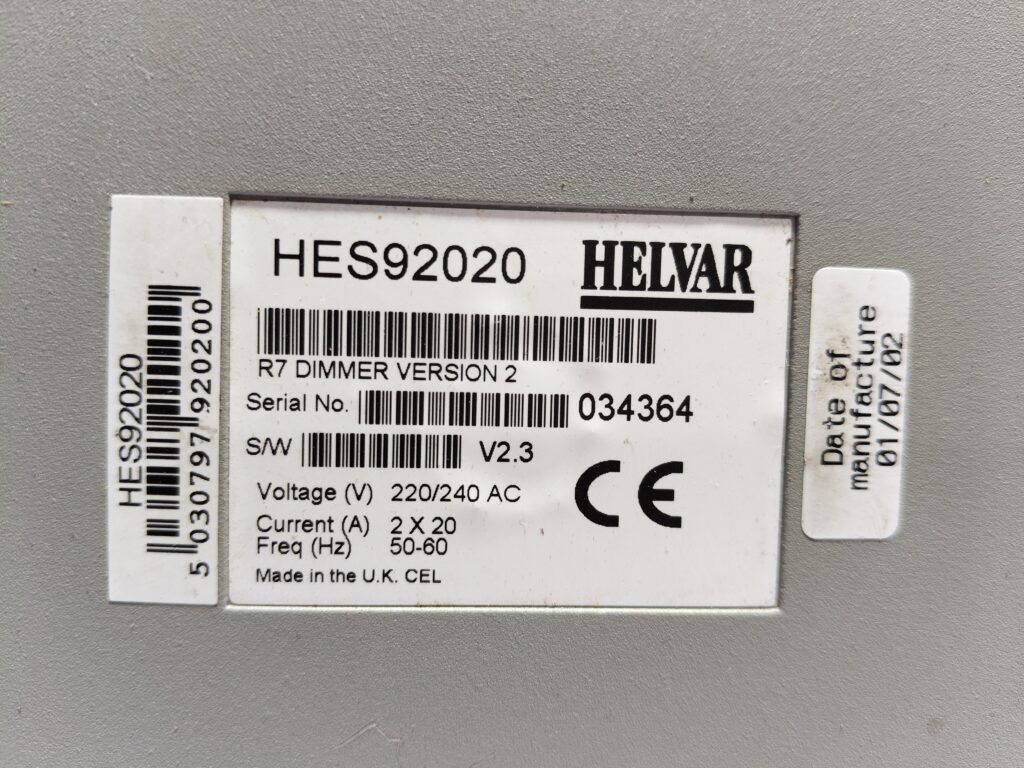 HES92020
5 030797 920200
HES92020 HELVAR
R7 DIMMER VERSION 2
Serial No. 034364
S/W V2.3
Voltage (V) 220/240 AC
Current (A) 2 X 20
Freq (Hz) 50-60
Made in the U.K. CEL
CE
Date of
manufacture
01/07/02